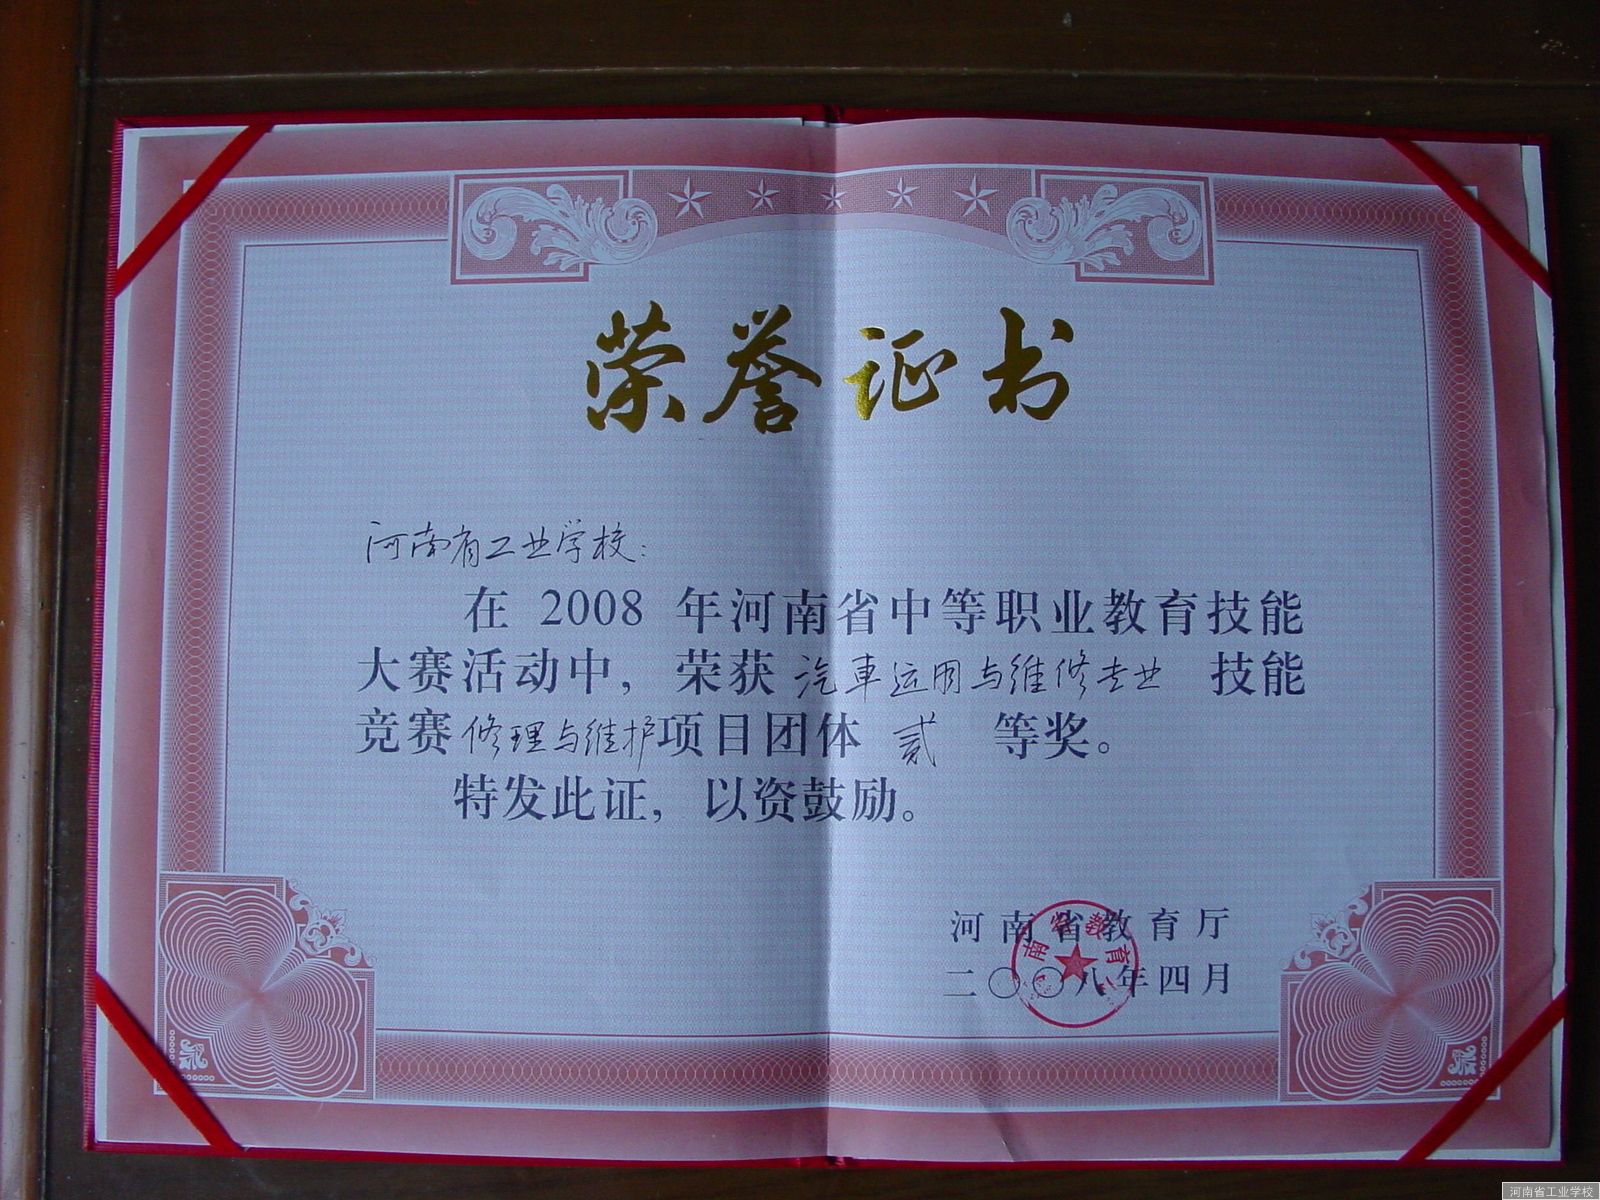 荣誉证书
河南省工业学校：
在 2008 年河南省中等职业教育技能
大赛活动中，荣获 汽車运用与维修专业 技能
竞赛修理与维护项目团体 贰 等奖。
特发此证，以资鼓励。
河南省教育厅
二〇〇八年四月
河南省工业学校